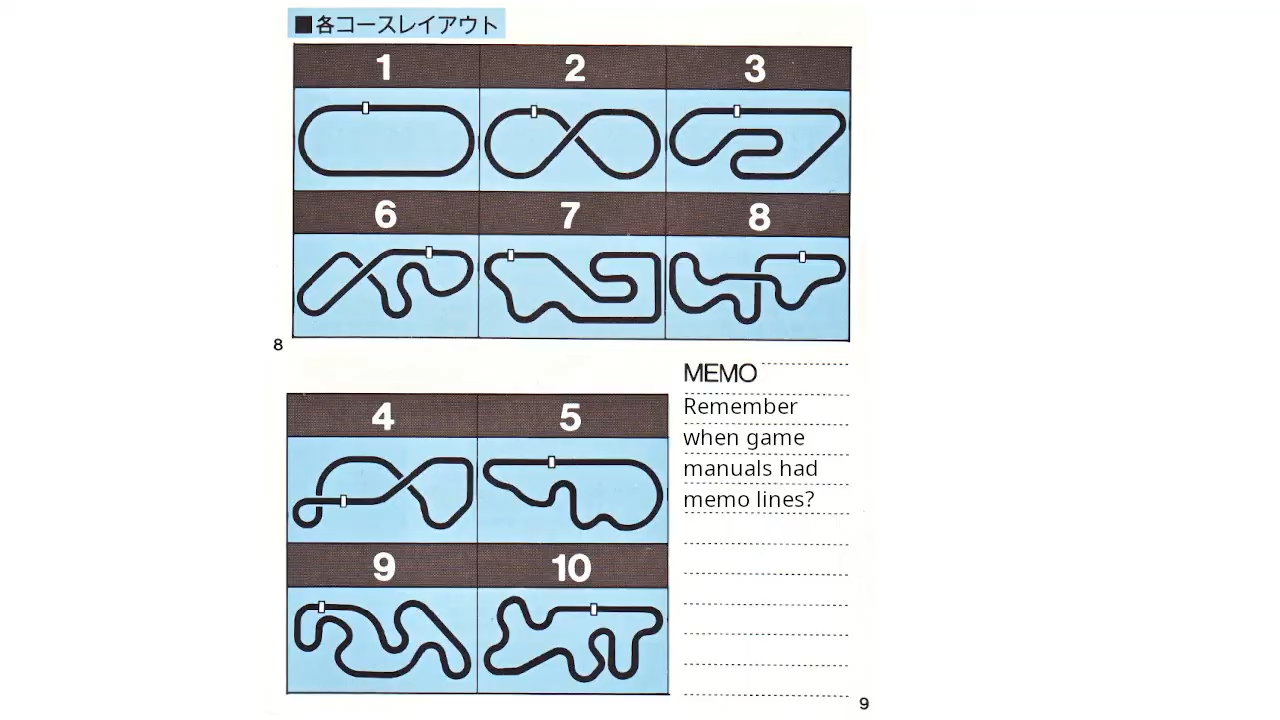 ■各コースレイアウト
1 2 3
6 7 8
8
MEMO
Remember
when game
manuals had
memo lines?
4 5
9 10
9